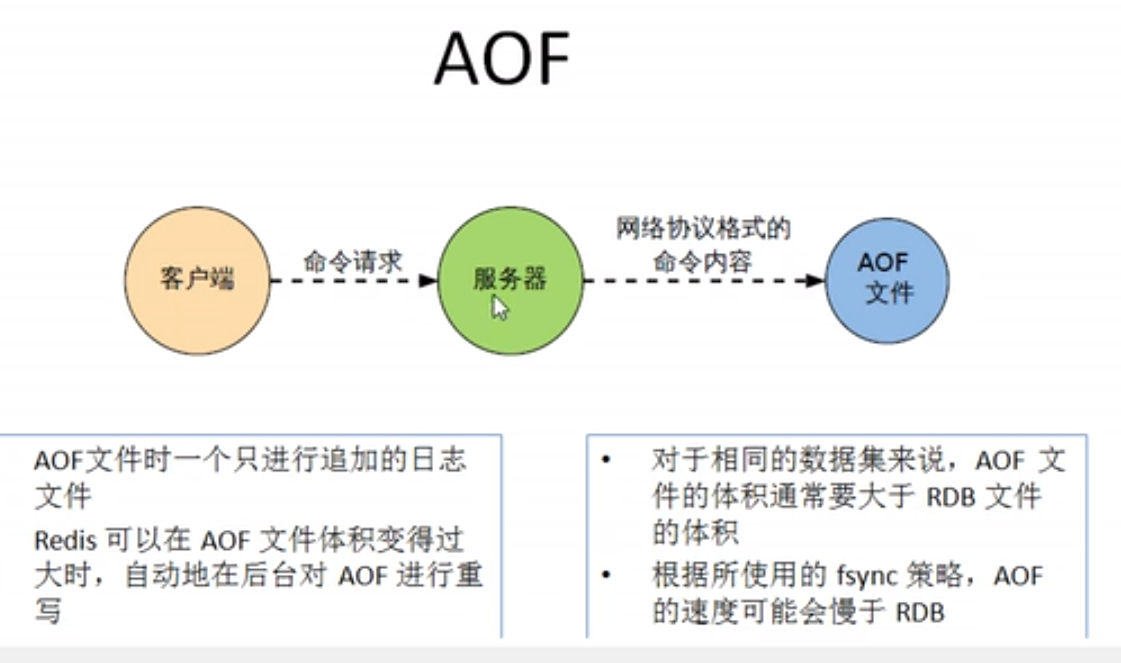 AOF
客户端
命令请求
服务器
网络协议格式的
命令内容
AOF
文件
AOF文件时一个只进行追加的日志
文件
Redis 可以在 AOF 文件体积变得过
大时，自动地在后台对 AOF 进行重
写
• 对于相同的数据集来说，AOF 文
件的体积通常要大于 RDB 文件
的体积
• 根据所使用的 fsync 策略，AOF
的速度可能会慢于 RDB